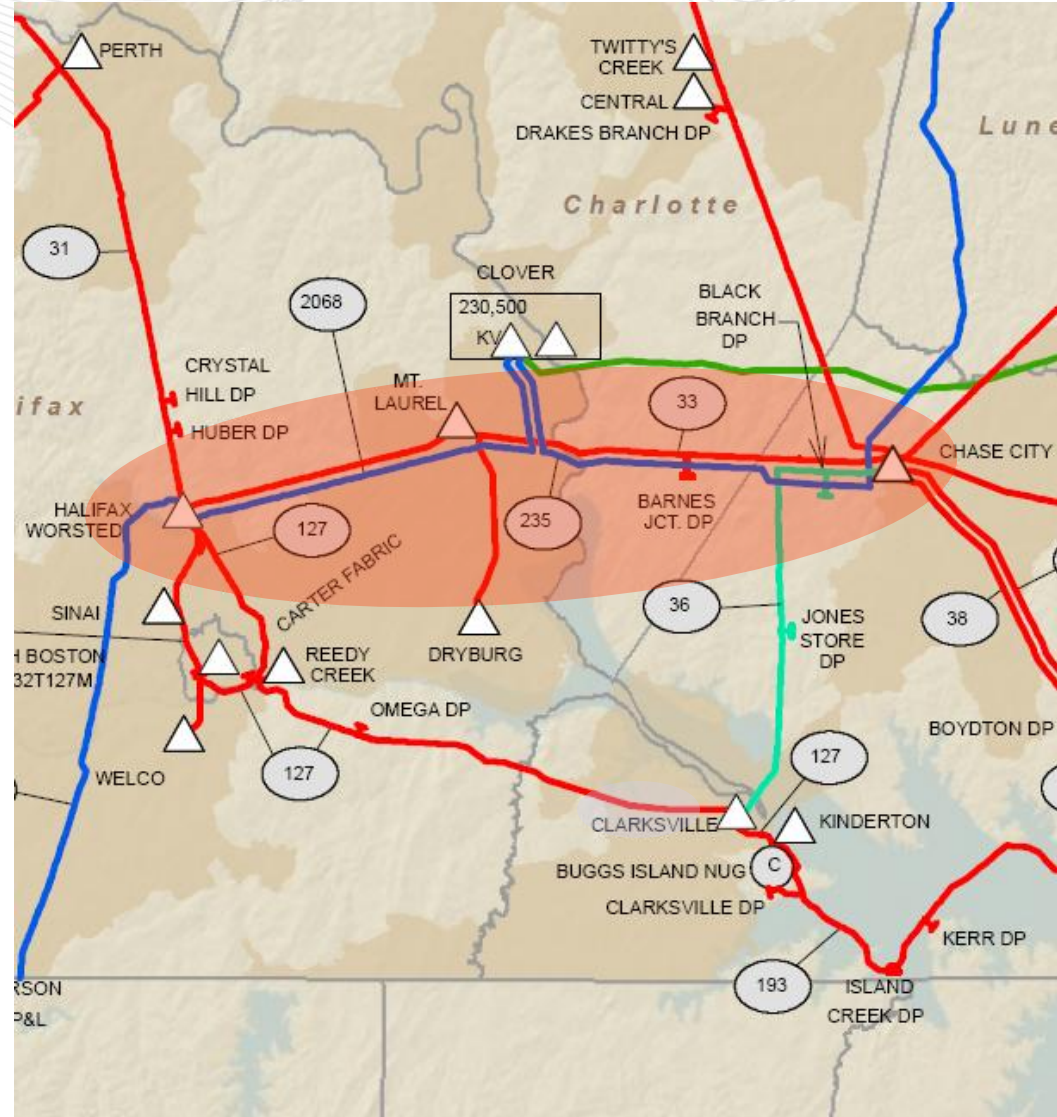 PERTH
TWITTY'S
CREEK
CENTRAL
DRAKES BRANCH DP
Lune
Charlotte
31
2068
CLOVER
230,500
KV
BLACK
BRANCH
DP
CRYSTAL
HILL DP
HUBER DP
ifax
MT.
LAUREL
33
CHASE CITY
HALIFAX
WORSTED
127
235
BARNES
JCT. DP
CARTER FABRIC
SINAI
H BOSTON
32T127M
REEDY
CREEK
DRYBURG
36
JONES
STORE
DP
38
OMEGA DP
BOYDTON DP
WELCO
127
127
CLARKSVILLE
KINDERTON
BUGGS ISLAND NUG
C
CLARKSVILLE DP
KERR DP
193
ISLAND
CREEK DP
RSON
P&L